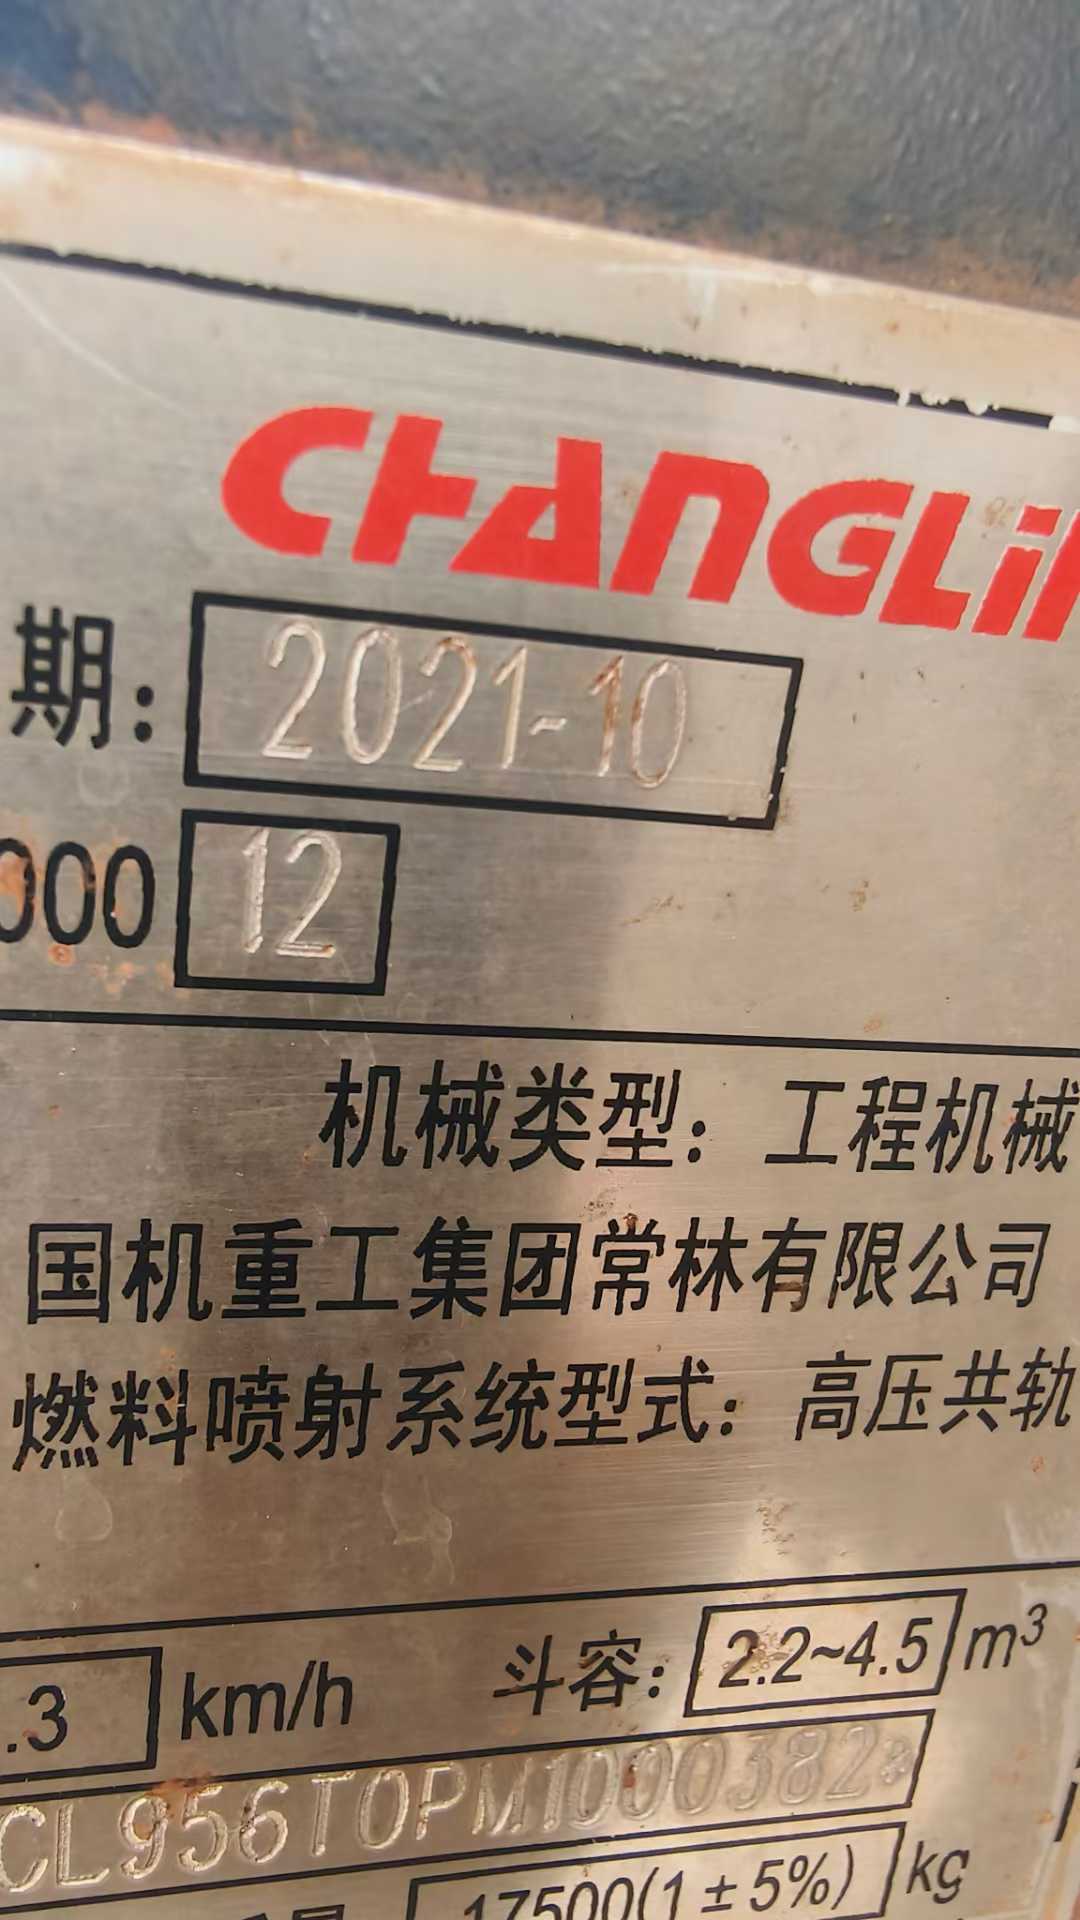 CHANGLi
期: 2021-10
000 12
机械类型: 工程机械
国机重工集团常林有限公司
燃料喷射系统型式: 高压共轨
.3 km/h 斗容: 2.2~4.5 m³
CL956T0PM1000382*
17500(1±5%) kg